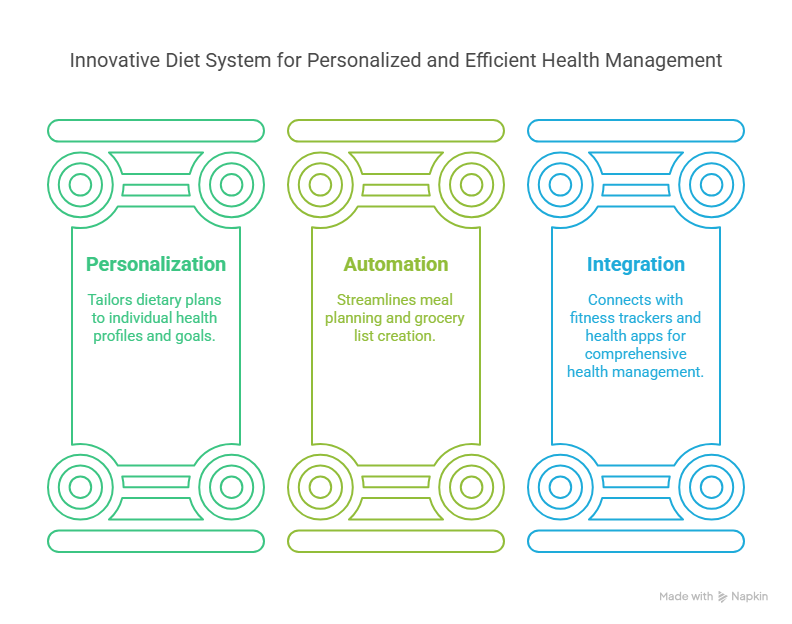 Innovative Diet System for Personalized and Efficient Health Management
Personalization
Tailors dietary plans
to individual health
profiles and goals.
Automation
Streamlines meal
planning and grocery
list creation.
Integration
Connects with
fitness trackers and
health apps for
comprehensive
health management.
Made with Napkin